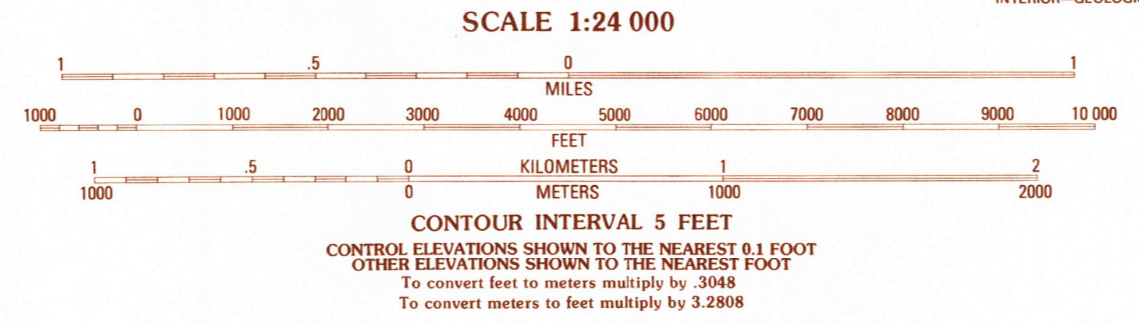 INTERIOR—GEOLOGIC
SCALE 1:24 000
1 .5 0 1
MILES
1000 0 1000 2000 3000 4000 5000 6000 7000 8000 9000 10 000
FEET
1 .5 0 KILOMETERS 1 2
1000 0 METERS 1000 2000
CONTOUR INTERVAL 5 FEET
CONTROL ELEVATIONS SHOWN TO THE NEAREST 0.1 FOOT
OTHER ELEVATIONS SHOWN TO THE NEAREST FOOT
To convert feet to meters multiply by .3048
To convert meters to feet multiply by 3.2808